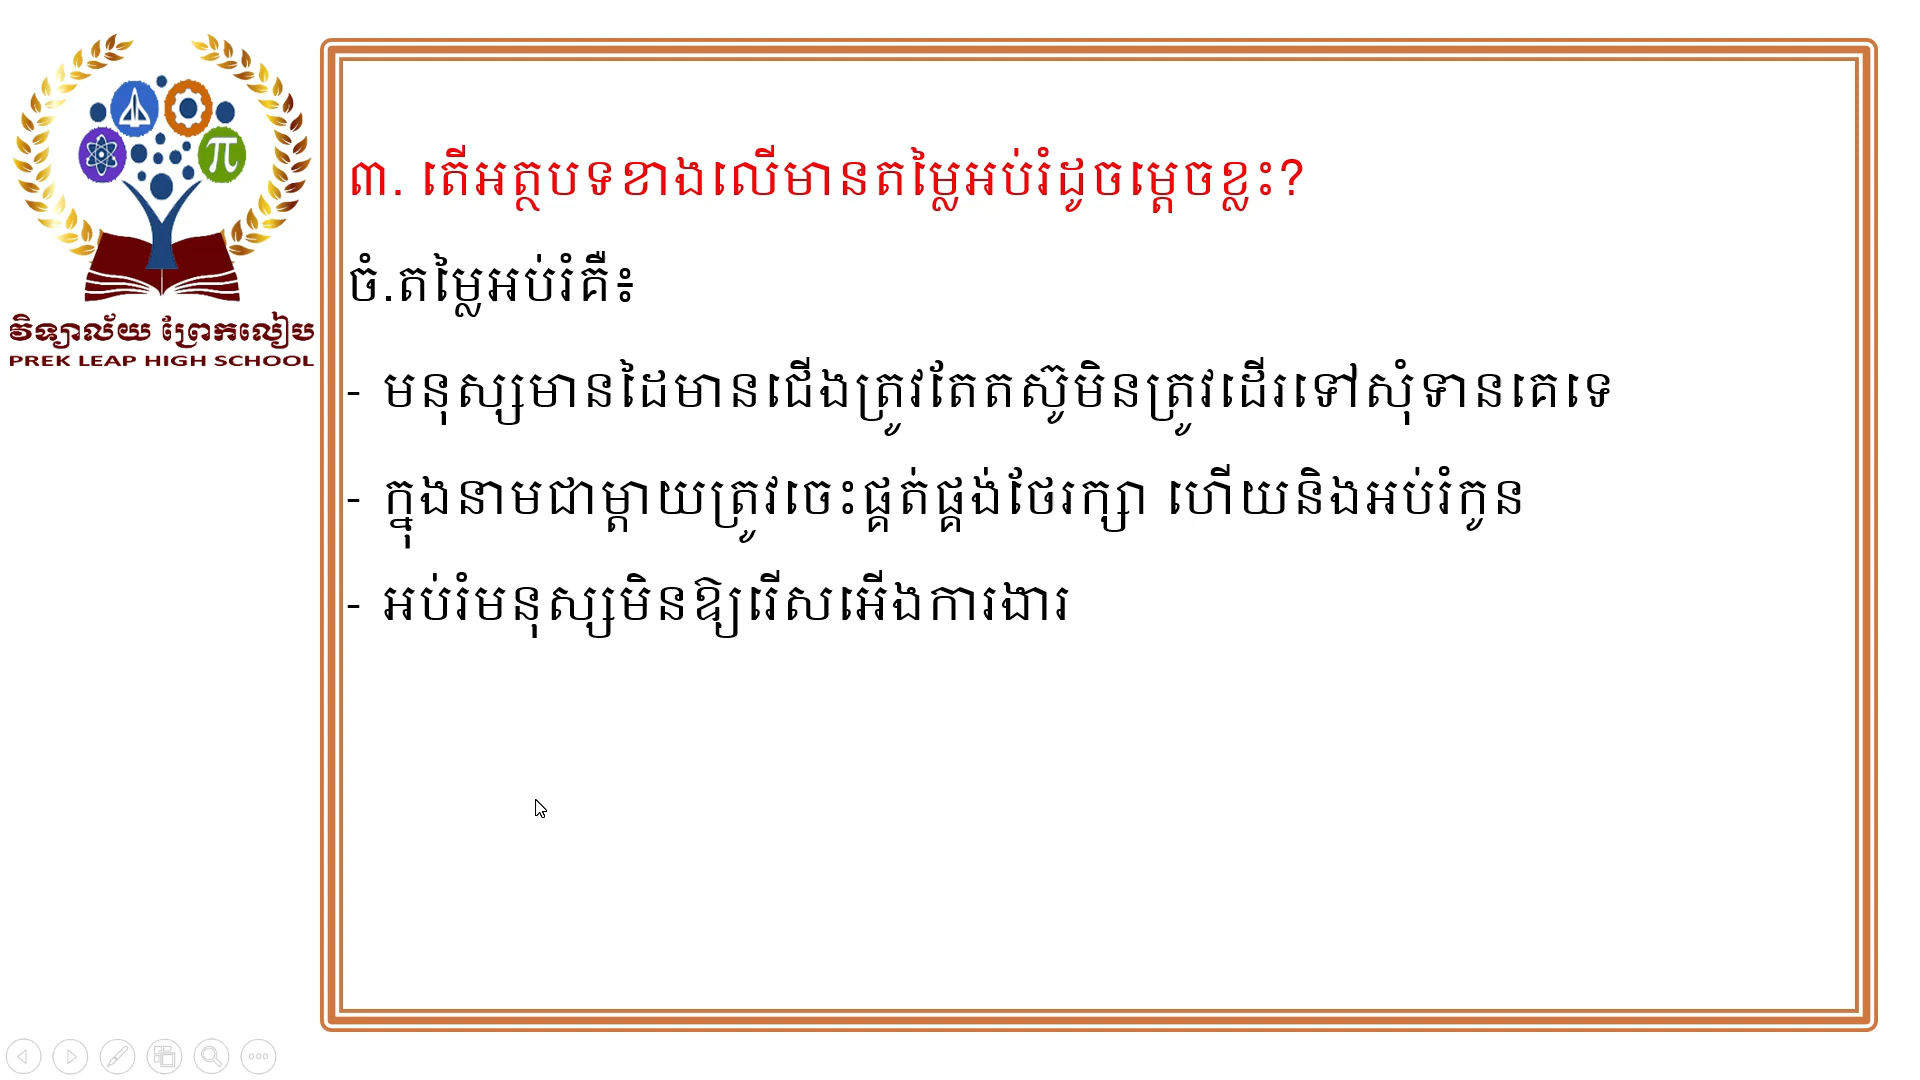 វិទ្យាល័យ ព្រែកលៀប
PREK LEAP HIGH SCHOOL
៣. តើអត្ថបទខាងលើមានតម្លៃអប់រំដូចម្តេចខ្លះ?
ចំ.តម្លៃអប់រំគឺ៖
- មនុស្សមានដៃមានជើងត្រូវតែតស៊ូមិនត្រូវដើរទៅសុំទានគេទេ
- ក្នុងនាមជាម្តាយត្រូវចេះផ្គត់ផ្គង់ថែរក្សា ហើយនិងអប់រំកូន
- អប់រំមនុស្សមិនឱ្យរើសអើងការងារ